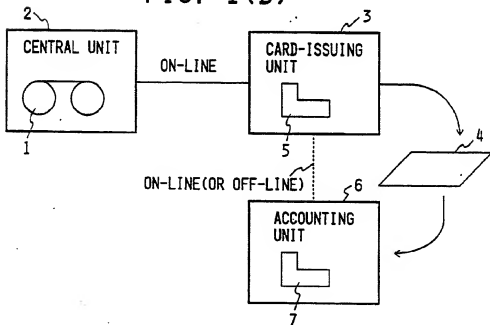 FIG. 1(B)
2
CENTRAL UNIT
1
ON-LINE
3
CARD-ISSUING
UNIT
5
4
ON-LINE(OR OFF-LINE)
6
ACCOUNTING
UNIT
7